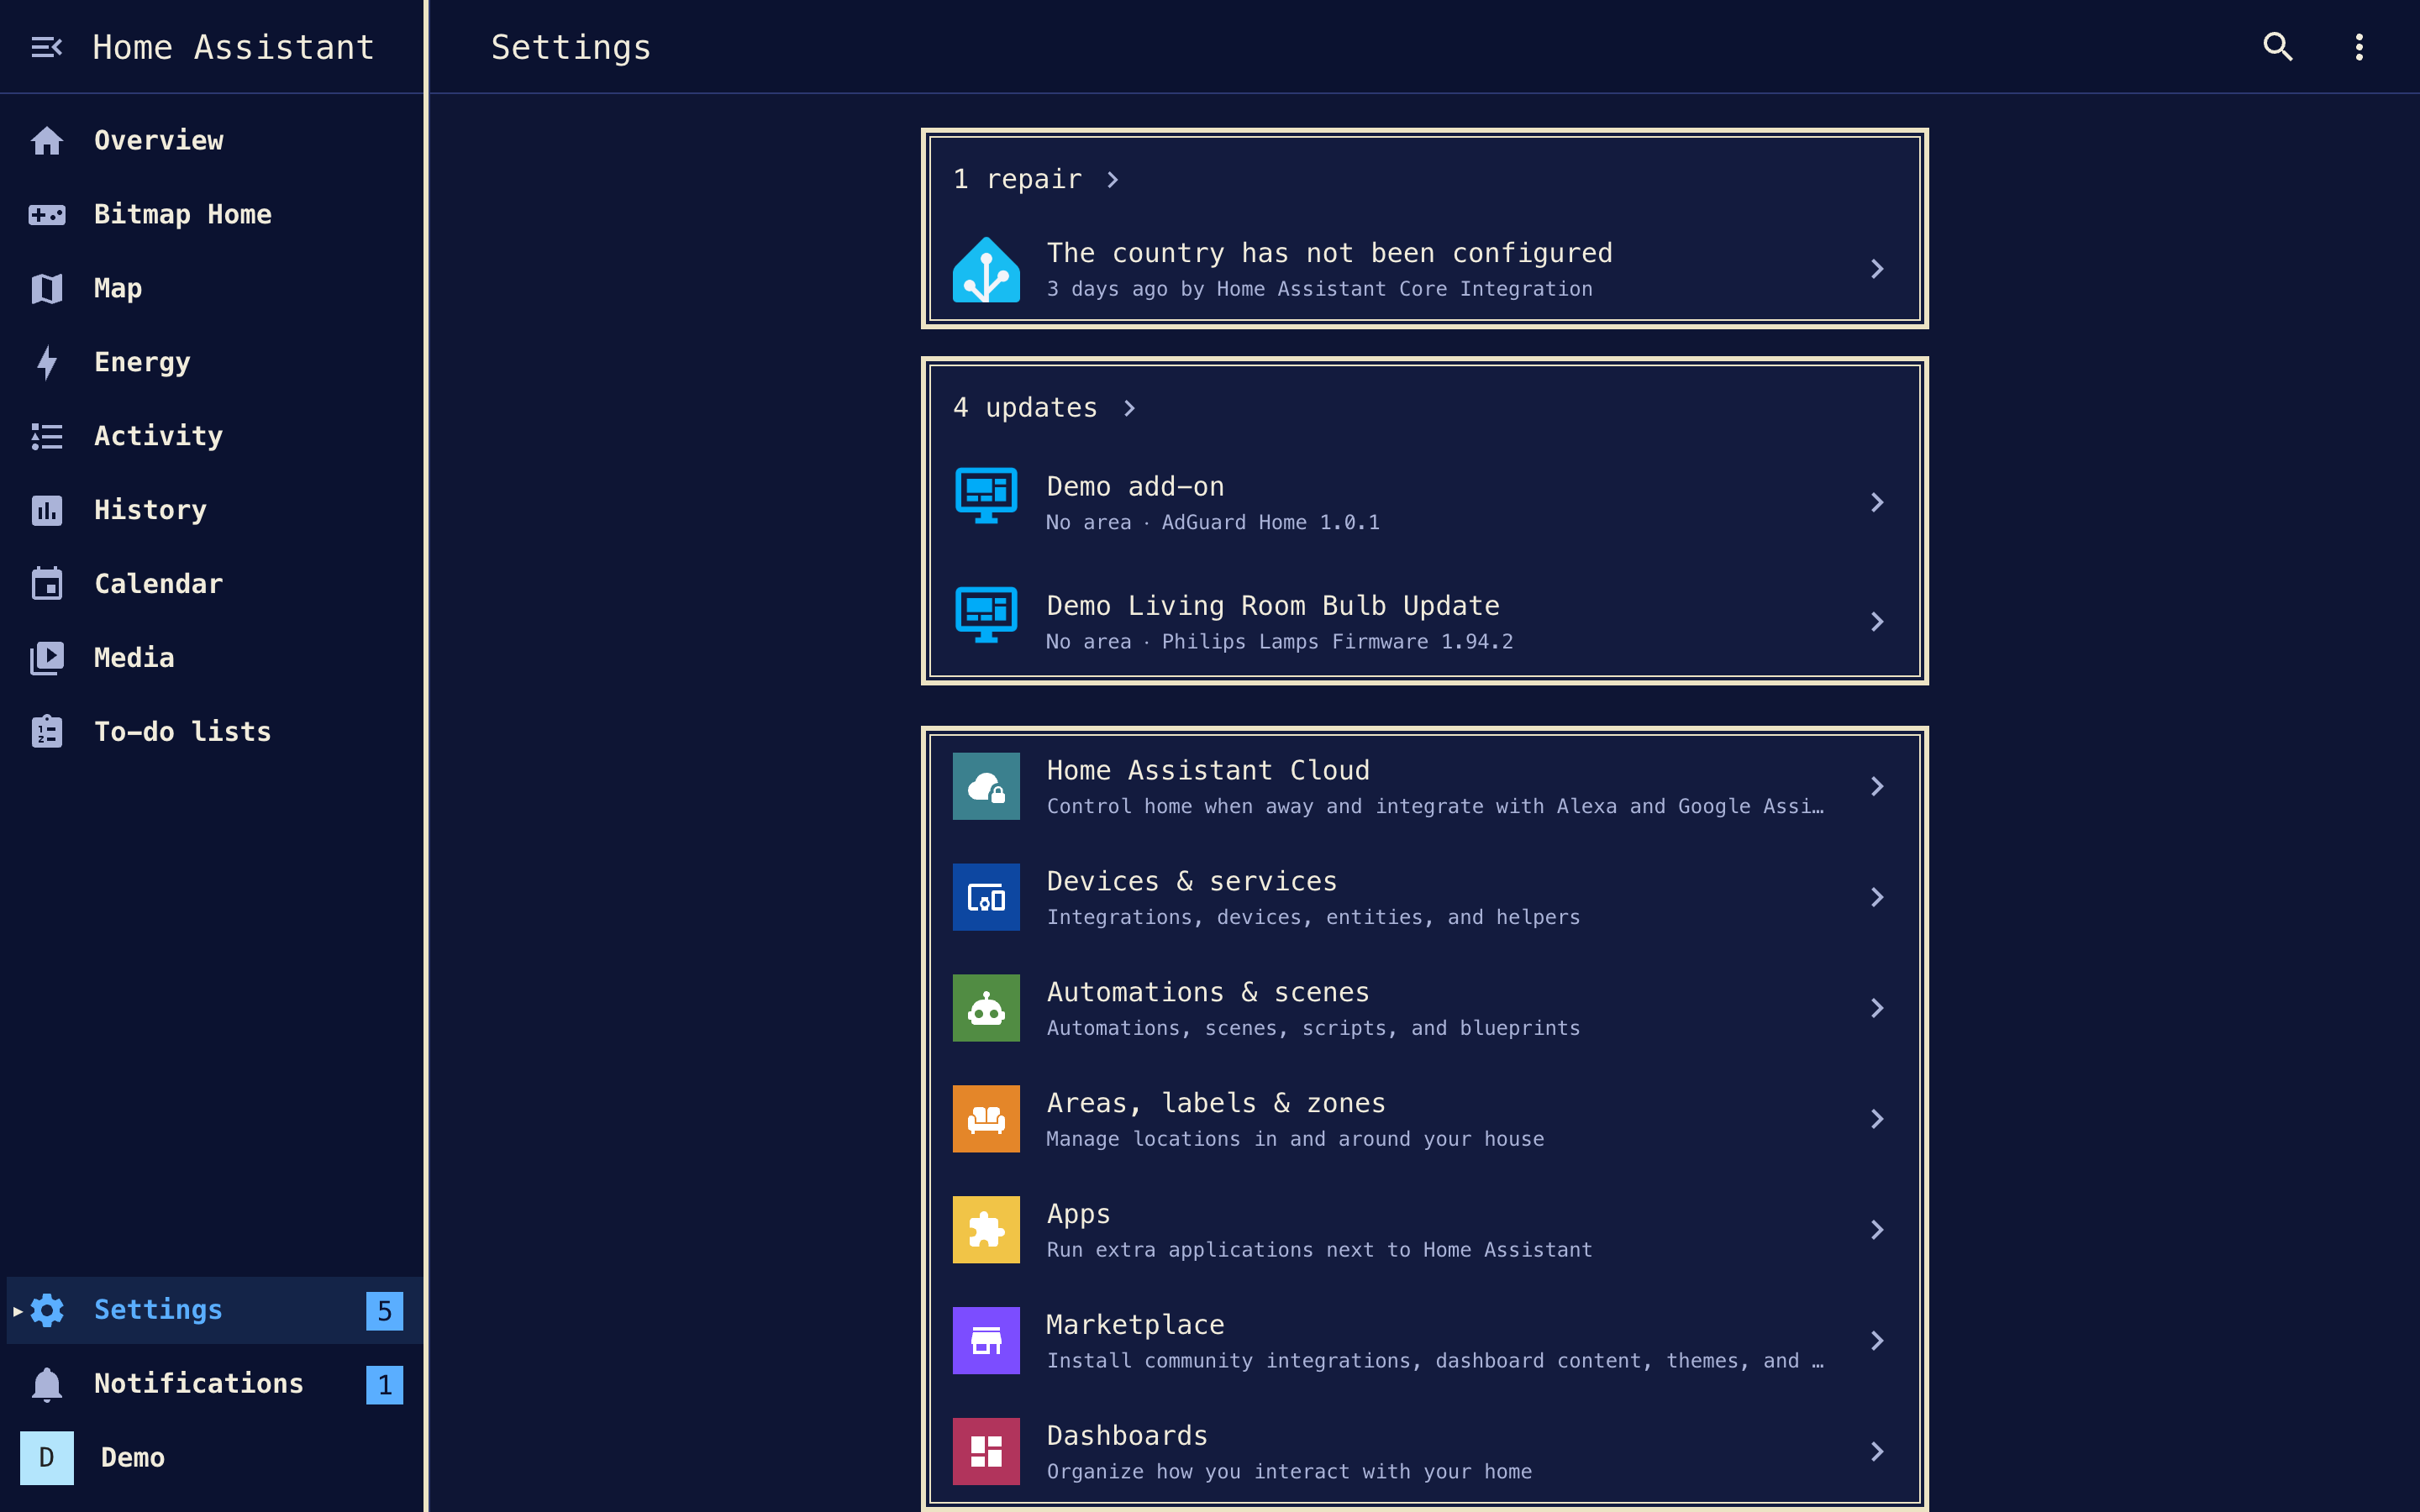 Home Assistant
Settings
Overview
Bitmap Home
Map
Energy
Activity
History
Calendar
Media
To-do lists
Settings
5
Notifications
1
D
Demo
1 repair
The country has not been configured
3 days ago by Home Assistant Core Integration
4 updates
Demo add-on
No area · AdGuard Home 1.0.1
Demo Living Room Bulb Update
No area · Philips Lamps Firmware 1.94.2
Home Assistant Cloud
Control home when away and integrate with Alexa and Google Assi…
Devices & services
Integrations, devices, entities, and helpers
Automations & scenes
Automations, scenes, scripts, and blueprints
Areas, labels & zones
Manage locations in and around your house
Apps
Run extra applications next to Home Assistant
Marketplace
Install community integrations, dashboard content, themes, and …
Dashboards
Organize how you interact with your home